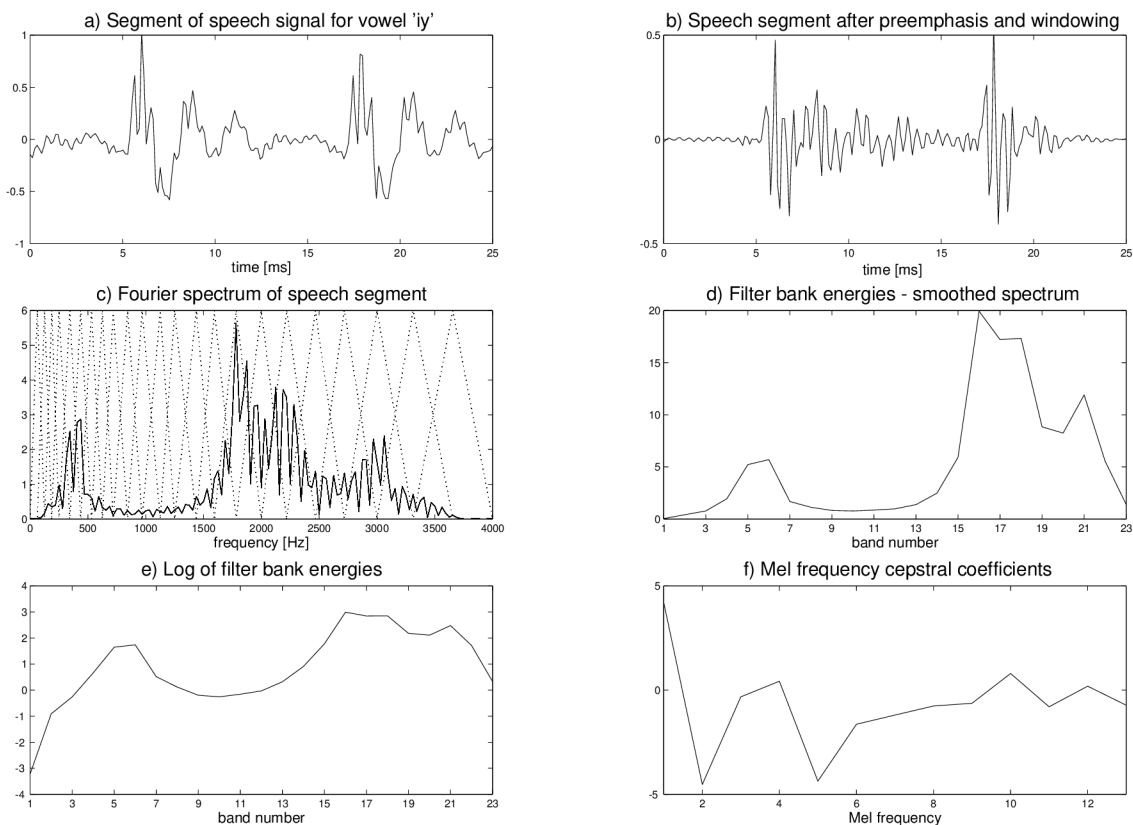 a) Segment of speech signal for vowel 'iy'
1
0.5
0
-0.5
-1
0 5 10 15 20 25
time [ms]
b) Speech segment after preemphasis and windowing
0.5
0
-0.5
0 5 10 15 20 25
time [ms]
c) Fourier spectrum of speech segment
6
5
4
3
2
1
0
0 500 1000 1500 2000 2500 3000 3500 4000
frequency [Hz]
d) Filter bank energies - smoothed spectrum
20
15
10
5
0
1 3 5 7 9 11 13 15 17 19 21 23
band number
e) Log of filter bank energies
4
3
2
1
0
-1
-2
-3
-4
1 3 5 7 9 11 13 15 17 19 21 23
band number
f) Mel frequency cepstral coefficients
5
0
-5
2 4 6 8 10 12
Mel frequency